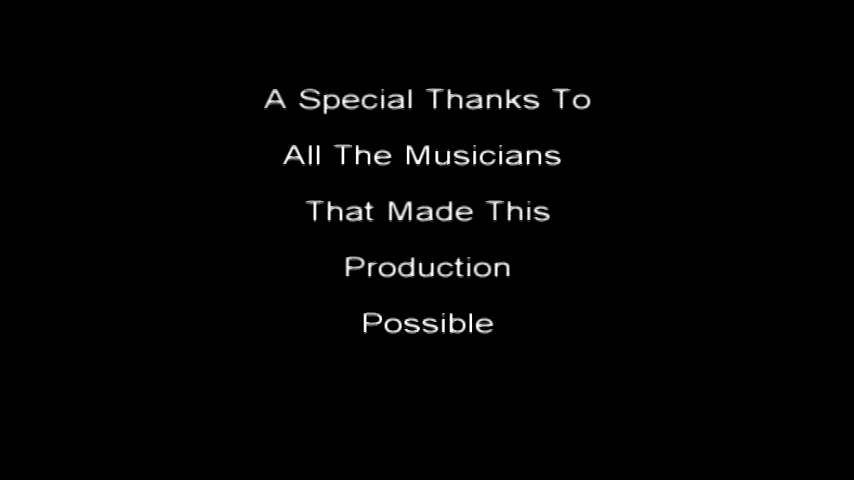 A Special Thanks To
All The Musicians
That Made This
Production
Possible